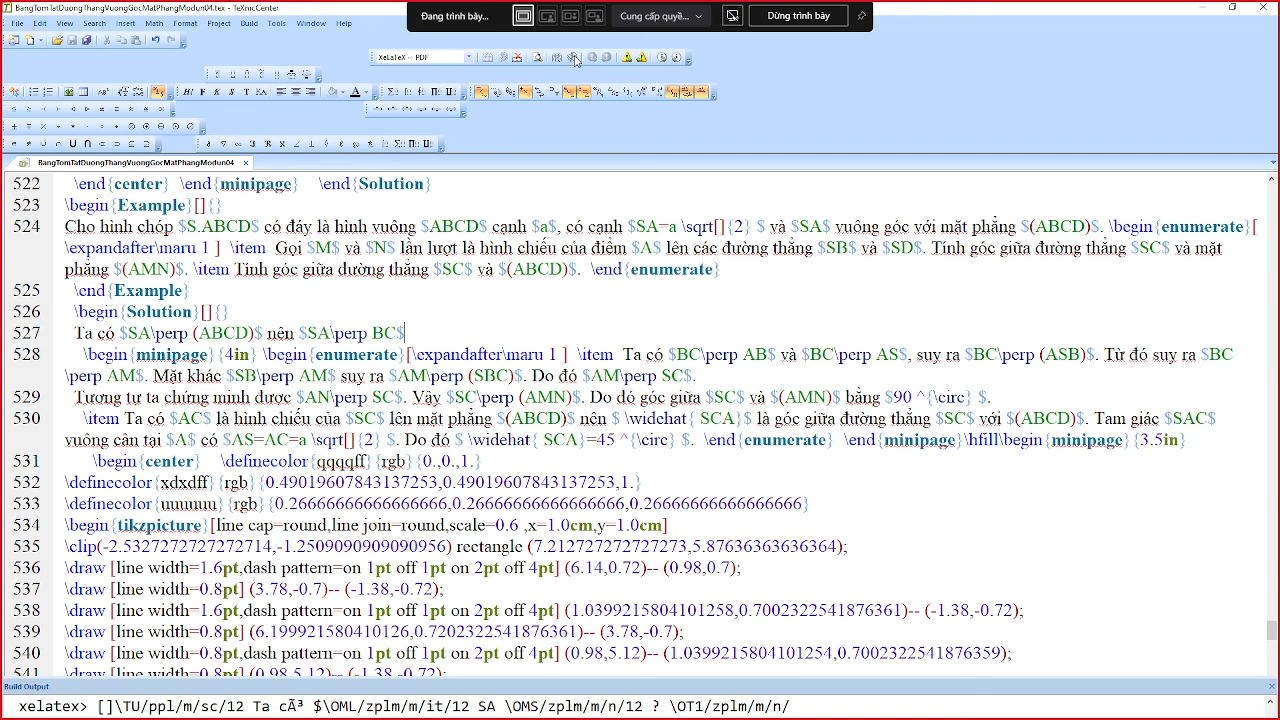 BangTomTatDuongThangVuongGocMatPhangModun04.tex - TeXnicCenter
Đang trình bày...
Cung cấp quyề...
Dừng trình bày
File Edit View Search Insert Math Format Project Build Tools Window Help
XeLaTeX ⇨ PDF
BangTomTatDuongThangVuongGocMatPhangModun04
522 \end{center} \end{minipage} \end{Solution}
523 \begin{Example}[]{}
524 Cho hình chóp $S.ABCD$ có đáy là hình vuông $ABCD$ cạnh $a$, có cạnh $SA=a \sqrt[]{2} $ và $SA$ vuông góc với mặt phẳng $(ABCD)$. \begin{enumerate}[
\expandafter\maru 1 ] \item Gọi $M$ và $N$ lần lượt là hình chiếu của điểm $A$ lên các đường thẳng $SB$ và $SD$. Tính góc giữa đường thẳng $SC$ và mặt
phẳng $(AMN)$. \item Tính góc giữa đường thẳng $SC$ và $(ABCD)$. \end{enumerate}
525 \end{Example}
526 \begin{Solution}[]{}
527 Ta có $SA\perp (ABCD)$ nên $SA\perp BC$
528 \begin{minipage}{4in} \begin{enumerate}[\expandafter\maru 1 ] \item Ta có $BC\perp AB$ và $BC\perp AS$, suy ra $BC\perp (ASB)$. Từ đó suy ra $BC
\perp AM$. Mặt khác $SB\perp AM$ suy ra $AM\perp (SBC)$. Do đó $AM\perp SC$.
529 Tương tự ta chứng minh được $AN\perp SC$. Vậy $SC\perp (AMN)$. Do đó góc giữa $SC$ và $(AMN)$ bằng $90 ^{\circ} $.
530 \item Ta có $AC$ là hình chiếu của $SC$ lên mặt phẳng $(ABCD)$ nên $ \widehat{ SCA}$ là góc giữa đường thẳng $SC$ với $(ABCD)$. Tam giác $SAC$
vuông cân tại $A$ có $AS=AC=a \sqrt[]{2} $. Do đó $ \widehat{ SCA}=45 ^{\circ} $. \end{enumerate} \end{minipage}\hfill\begin{minipage}{3.5in}
531 \begin{center} \definecolor{qqqqff}{rgb}{0.,0.,1.}
532 \definecolor{xdxdff}{rgb}{0.49019607843137253,0.49019607843137253,1.}
533 \definecolor{uuuuuu}{rgb}{0.26666666666666666,0.26666666666666666,0.26666666666666666}
534 \begin{tikzpicture}[line cap=round,line join=round,scale=0.6 ,x=1.0cm,y=1.0cm]
535 \clip(-2.5327272727272714,-1.2509090909090956) rectangle (7.212727272727273,5.87636363636364);
536 \draw [line width=1.6pt,dash pattern=on 1pt off 1pt on 2pt off 4pt] (6.14,0.72)-- (0.98,0.7);
537 \draw [line width=0.8pt] (3.78,-0.7)-- (-1.38,-0.72);
538 \draw [line width=1.6pt,dash pattern=on 1pt off 1pt on 2pt off 4pt] (1.0399215804101258,0.7002322541876361)-- (-1.38,-0.72);
539 \draw [line width=0.8pt] (6.199921580410126,0.7202322541876361)-- (3.78,-0.7);
540 \draw [line width=0.8pt,dash pattern=on 1pt off 1pt on 2pt off 4pt] (0.98,5.12)-- (1.0399215804101254,0.7002322541876359);
541 \draw [line width=0.8pt] (0.98,5.12)-- (-1.38,-0.72);
Build Output
xelatex> []\TU/ppl/m/sc/12 Ta cÃ³ $\OML/zplm/m/it/12 SA \OMS/zplm/m/n/12 ? \OT1/zplm/m/n/